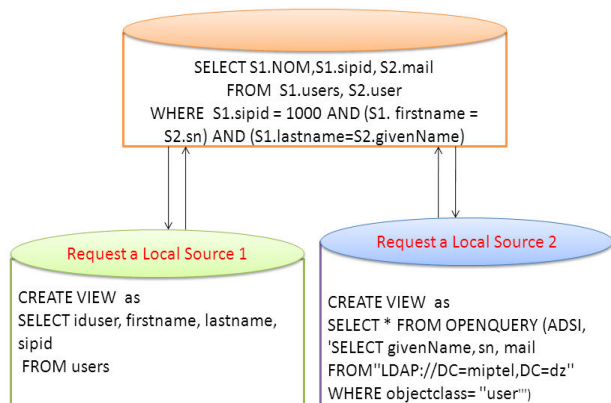 SELECT S1.NOM,S1.sipid, S2.mail
FROM S1.users, S2.user
WHERE S1.sipid = 1000 AND (S1. firstname =
S2.sn) AND (S1.lastname=S2.givenName)
Request a Local Source 1
CREATE VIEW as
SELECT iduser, firstname, lastname,
sipid
FROM users
Request a Local Source 2
CREATE VIEW as
SELECT * FROM OPENQUERY (ADSI,
'SELECT givenName, sn, mail
FROM"LDAP://DC=miptel,DC=dz"
WHERE objectclass= "user"')